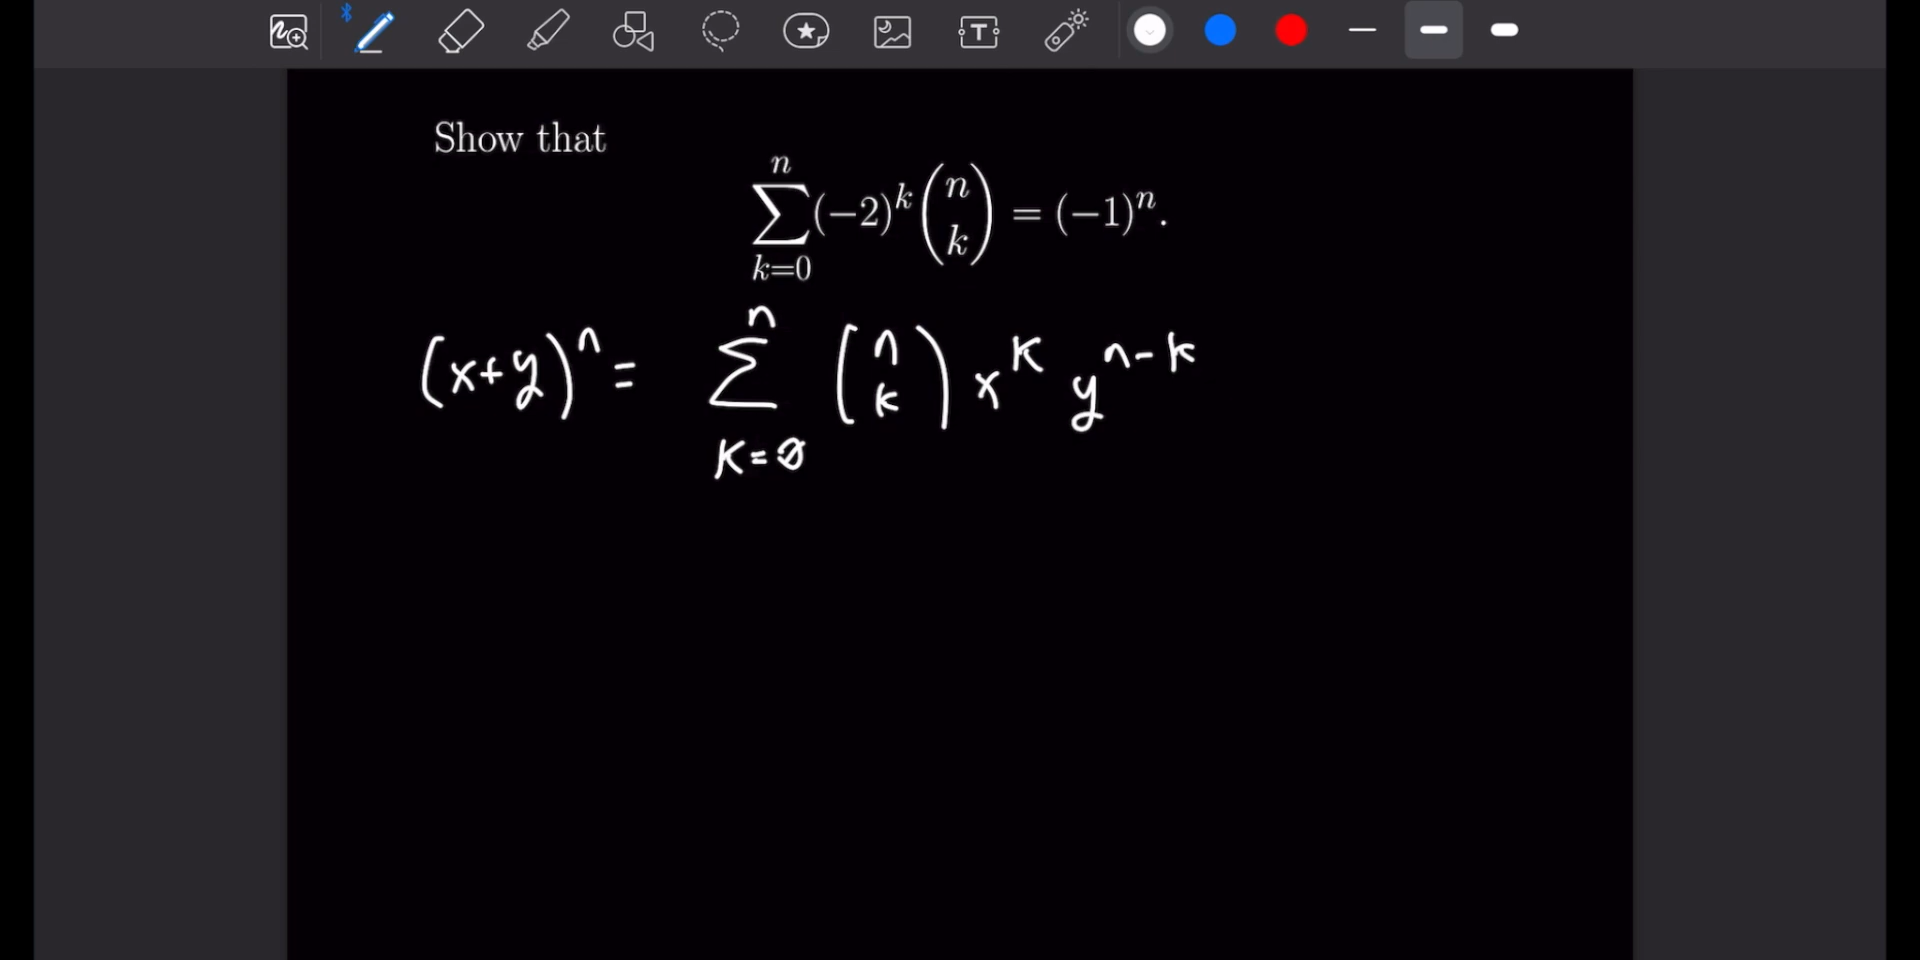 Show that
\sum_{k=0}^{n} (-2)^k \binom{n}{k} = (-1)^n.
(x+y)^n = \sum_{K=0}^{n} \binom{n}{k} x^K y^{n-k}